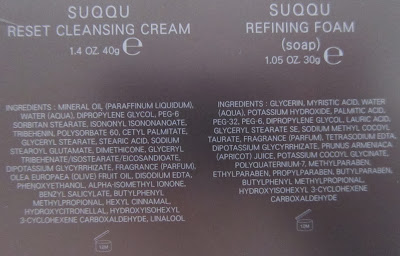 SUQQU
RESET CLEANSING CREAM
1.4 OZ. 40g ℮
INGREDIENTS : MINERAL OIL, (PARAFFINUM LIQUIDUM),
WATER (AQUA), DIPROPYLENE GLYCOL, PEG-6
SORBITAN STEARATE, ISONONYL ISONONANOATE,
TRIBEHENIN, POLYSORBATE 60, CETYL PALMITATE,
GLYCERYL STEARATE, STEARIC ACID, SODIUM
STEAROYL GLUTAMATE, DIMETHICONE, GLYCERYL
TRIBEHENATE/ISOSTEARATE/EICOSANDIOATE,
DIPOTASSIUM GLYCYRRHIZATE, FRAGRANCE (PARFUM),
OLEA EUROPAEA (OLIVE) FRUIT OIL, DISODIUM EDTA,
PHENOXYETHANOL, ALPHA-ISOMETHYL IONONE,
BENZYL SALICYLATE, BUTYLPHENYL
METHYLPROPIONAL, HEXYL CINNAMAL,
HYDROXYCITRONELLAL, HYDROXYISOHEXYL
3-CYCLOHEXENE CARBOXALDEHYDE, LINALOOL
12M
SUQQU
REFINING FOAM
(soap)
1.05 OZ. 30g ℮
INGREDIENTS : GLYCERIN, MYRISTIC ACID, WATER
(AQUA), POTASSIUM HYDROXIDE, PALMITIC ACID,
PEG-32, PEG-6, DIPROPYLENE GLYCOL, LAURIC ACID,
GLYCERYL STEARATE SE, SODIUM METHYL COCOYL
TAURATE, FRAGRANCE (PARFUM), TETRASODIUM EDTA,
DIPOTASSIUM GLYCYRRHIZATE, PRUNUS ARMENIACA
(APRICOT) JUICE, POTASSIUM COCOYL GLYCINATE,
POLYQUATERNIUM-7, METHYLPARABEN,
ETHYLPARABEN, PROPYLPARABEN, BUTYLPARABEN,
BUTYLPHENYL METHYLPROPIONAL,
HYDROXYISOHEXYL 3-CYCLOHEXENE
CARBOXALDEHYDE
12M